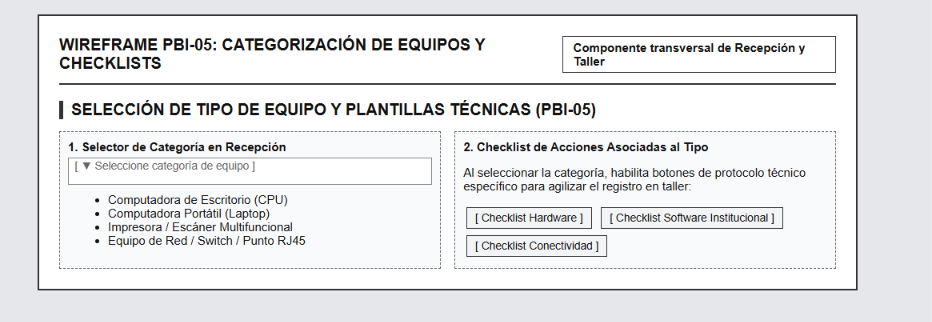 WIREFRAME PBI-05: CATEGORIZACIÓN DE EQUIPOS Y
CHECKLISTS
Componente transversal de Recepción y
Taller
SELECCIÓN DE TIPO DE EQUIPO Y PLANTILLAS TÉCNICAS (PBI-05)
1. Selector de Categoría en Recepción
[ ▼ Seleccione categoría de equipo ]
• Computadora de Escritorio (CPU)
• Computadora Portátil (Laptop)
• Impresora / Escáner Multifuncional
• Equipo de Red / Switch / Punto RJ45
2. Checklist de Acciones Asociadas al Tipo
Al seleccionar la categoría, habilita botones de protocolo técnico
específico para agilizar el registro en taller:
[ Checklist Hardware ] [ Checklist Software Institucional ]
[ Checklist Conectividad ]